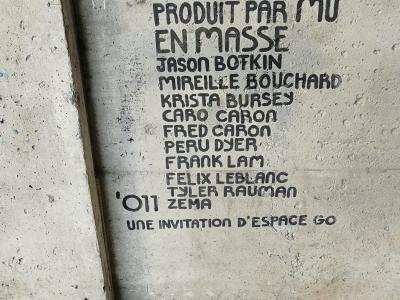 PRODUIT PAR MU
EN MASSE
JASON BOTKIN
MIREILLE BOUCHARD
KRISTA BURSEY
CARO CARON
FRED CARON
PERU DYER
FRANK LAM
FELIX LEBLANC
TYLER RAUMAN
'011 ZEMA
UNE INVITATION D'ESPACE GO